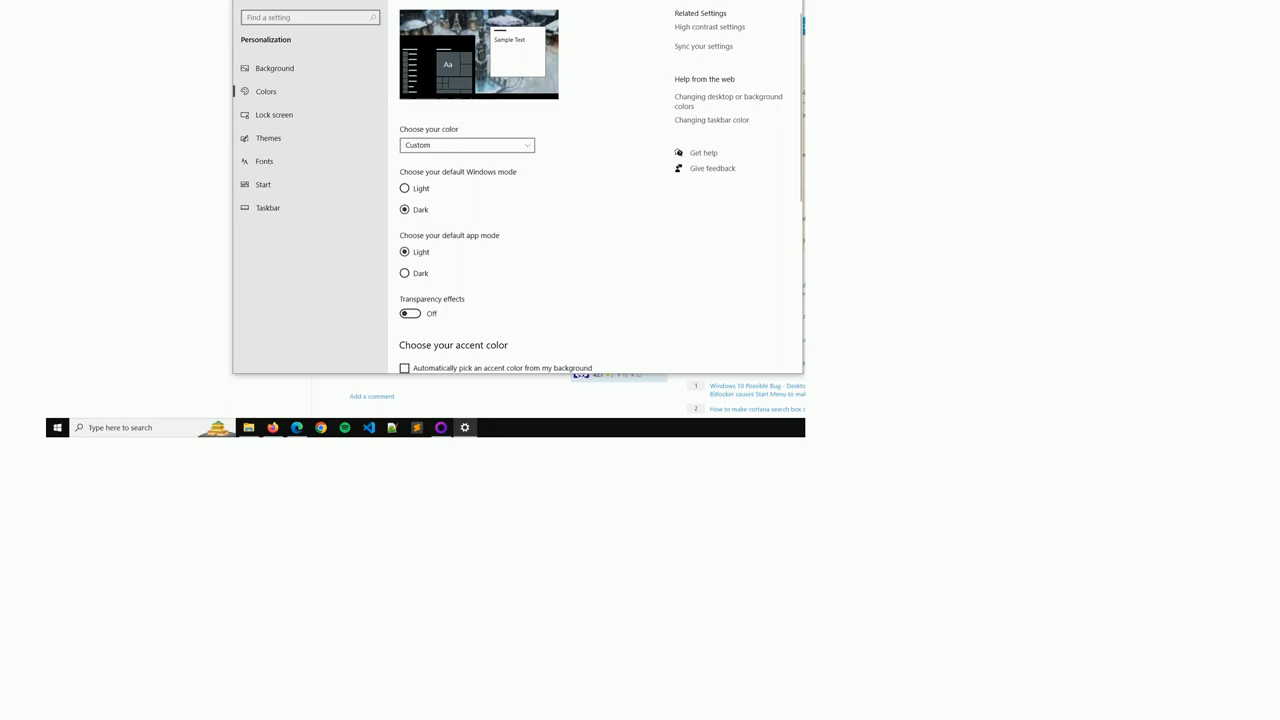 Find a setting
Personalization
Background
Colors
Lock screen
Themes
Fonts
Start
Taskbar
Sample Text
Aa
Choose your color
Custom
Choose your default Windows mode
Light
Dark
Choose your default app mode
Light
Dark
Transparency effects
Off
Choose your accent color
Automatically pick an accent color from my background
Related Settings
High contrast settings
Sync your settings
Help from the web
Changing desktop or background
colors
Changing taskbar color
Get help
Give feedback
Add a comment
1 Windows 10 Possible Bug - Deskto
Bitlocker causes Start Menu to mal
2 How to make cortana search box c
Type here to search